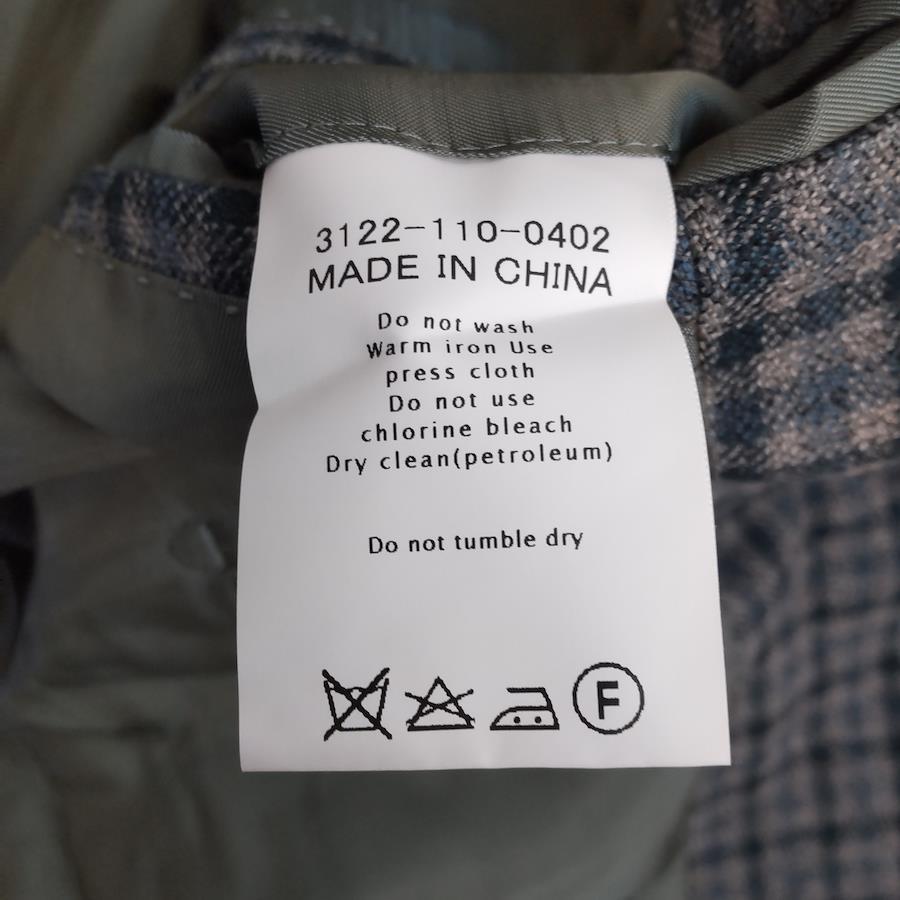 3122-110-0402
MADE IN CHINA
Do not wash
Warm iron Use
press cloth
Do not use
chlorine bleach
Dry clean(petroleum)
Do not tumble dry
F